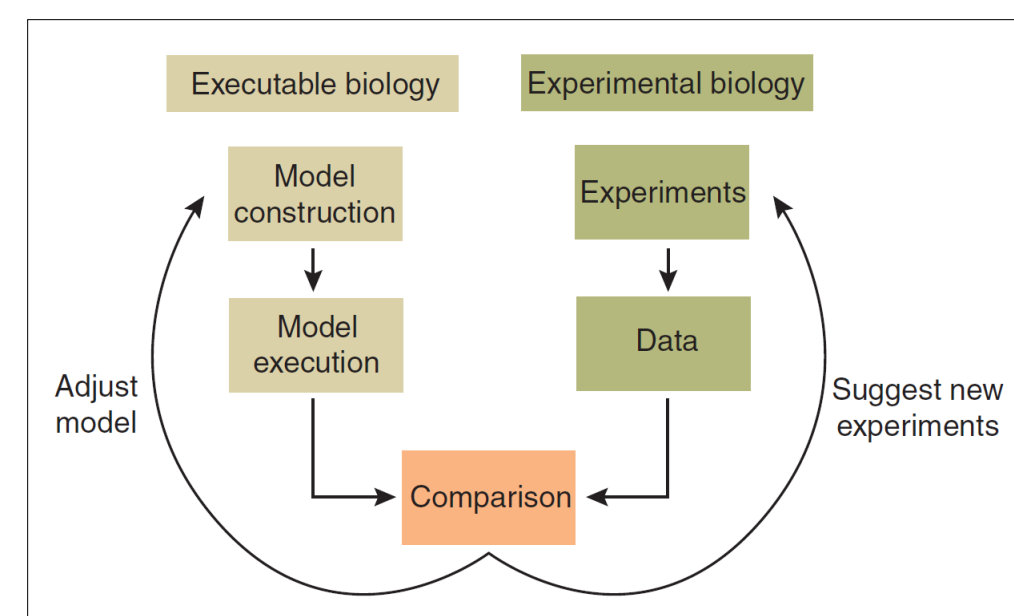 Executable biology
Experimental biology
Model
construction
Experiments
Model
execution
Data
Adjust
model
Suggest new
experiments
Comparison